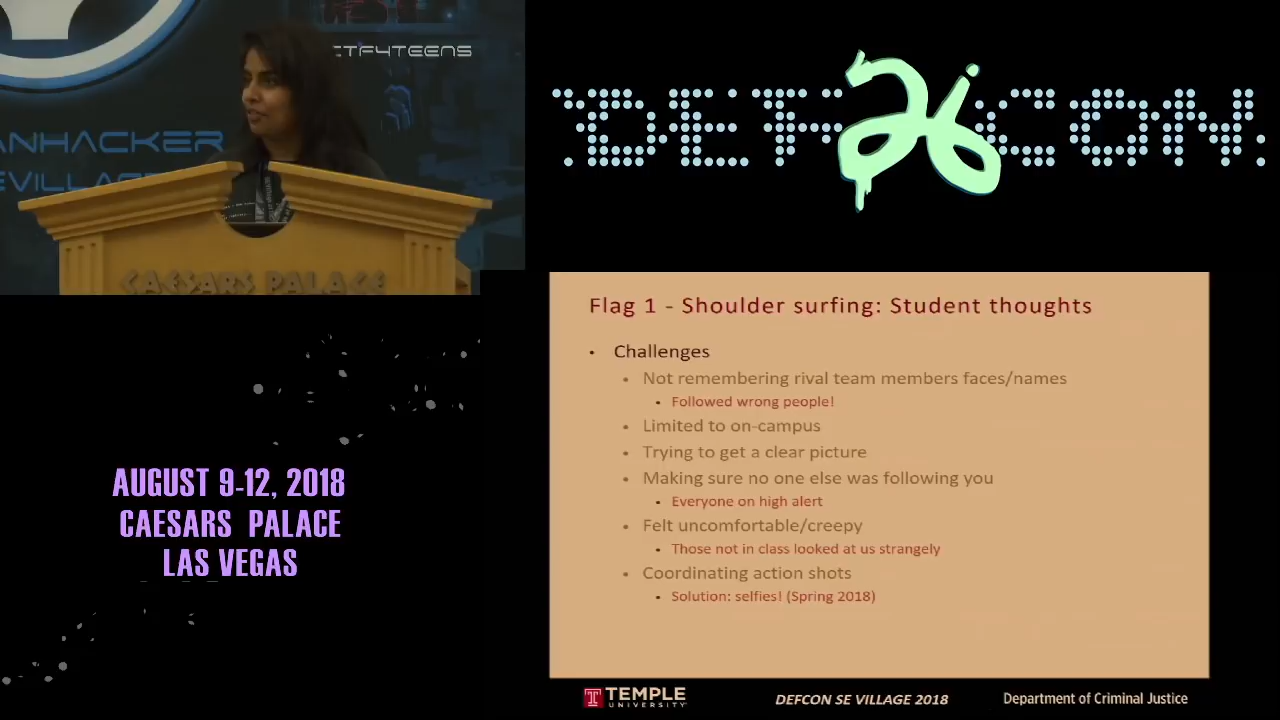 CTF4TEENS
ANHACKER
EVILLAGE
CAESARS PALACE
DEF 26 CON
AUGUST 9-12, 2018
CAESARS PALACE
LAS VEGAS
Flag 1 - Shoulder surfing: Student thoughts
• Challenges
• Not remembering rival team members faces/names
• Followed wrong people!
• Limited to on-campus
• Trying to get a clear picture
• Making sure no one else was following you
• Everyone on high alert
• Felt uncomfortable/creepy
• Those not in class looked at us strangely
• Coordinating action shots
• Solution: selfies! (Spring 2018)
TEMPLE
UNIVERSITY
DEFCON SE VILLAGE 2018
Department of Criminal Justice